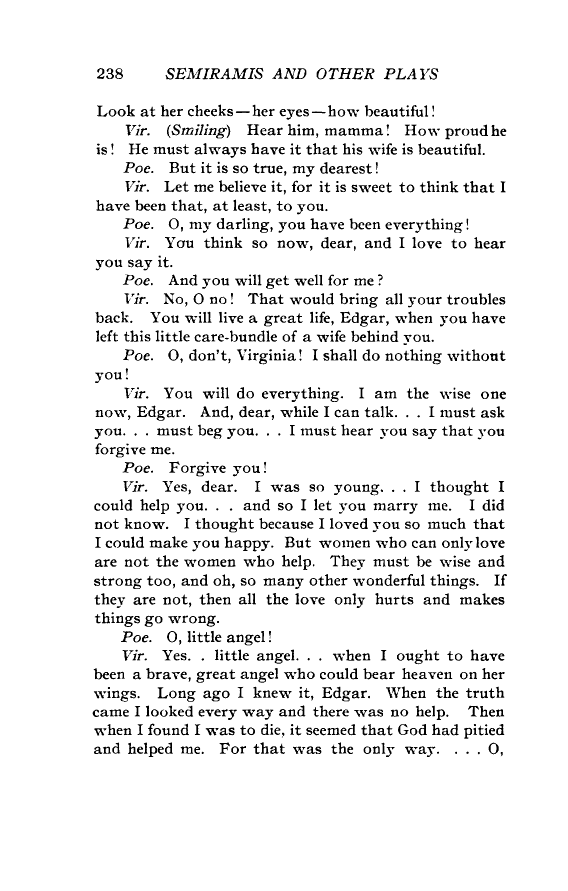 238 SEMIRAMIS AND OTHER PLAYS
Look at her cheeks—her eyes—how beautiful!
Vir. (Smiling) Hear him, mamma! How proud he
is! He must always have it that his wife is beautiful.
Poe. But it is so true, my dearest!
Vir. Let me believe it, for it is sweet to think that I
have been that, at least, to you.
Poe. O, my darling, you have been everything!
Vir. You think so now, dear, and I love to hear
you say it.
Poe. And you will get well for me?
Vir. No, O no! That would bring all your troubles
back. You will live a great life, Edgar, when you have
left this little care-bundle of a wife behind you.
Poe. O, don't, Virginia! I shall do nothing without
you!
Vir. You will do everything. I am the wise one
now, Edgar. And, dear, while I can talk. . . I must ask
you. . . must beg you. . . I must hear you say that you
forgive me.
Poe. Forgive you!
Vir. Yes, dear. I was so young. . . I thought I
could help you. . . and so I let you marry me. I did
not know. I thought because I loved you so much that
I could make you happy. But women who can only love
are not the women who help. They must be wise and
strong too, and oh, so many other wonderful things. If
they are not, then all the love only hurts and makes
things go wrong.
Poe. O, little angel!
Vir. Yes. . little angel. . . when I ought to have
been a brave, great angel who could bear heaven on her
wings. Long ago I knew it, Edgar. When the truth
came I looked every way and there was no help. Then
when I found I was to die, it seemed that God had pitied
and helped me. For that was the only way. . . . O,